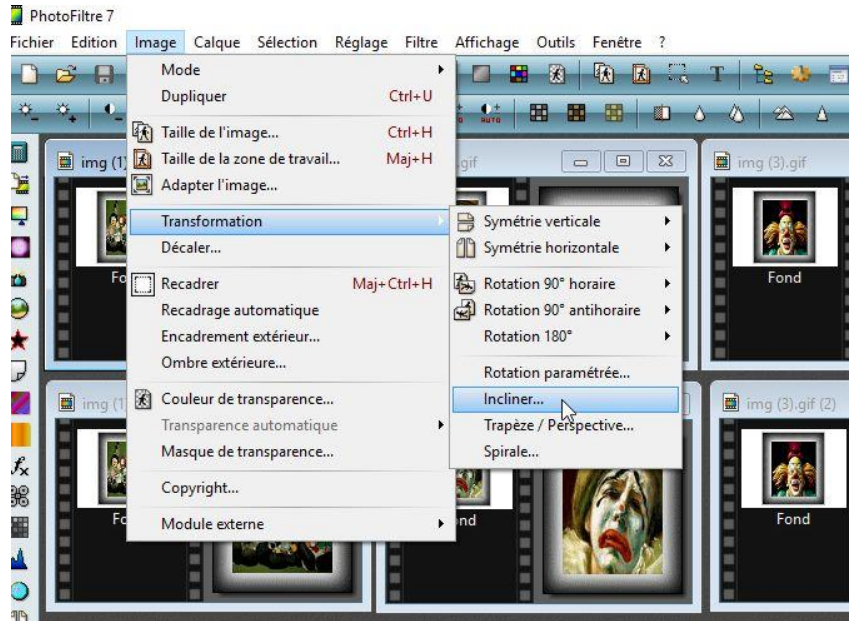 PhotoFiltre 7
Fichier Edition Image Calque Sélection Réglage Filtre Affichage Outils Fenêtre ?
Mode
Dupliquer Ctrl+U
Taille de l'image... Ctrl+H
Taille de la zone de travail... Maj+H
Adapter l'image...
Transformation
Décaler...
Recadrer Maj+Ctrl+H
Recadrage automatique
Encadrement extérieur...
Ombre extérieure...
Couleur de transparence...
Transparence automatique
Masque de transparence...
Copyright...
Module externe
Symétrie verticale
Symétrie horizontale
Rotation 90° horaire
Rotation 90° antihoraire
Rotation 180°
Rotation paramétrée...
Incliner...
Trapèze / Perspective...
Spirale...
img (1)
.gif
img (3).gif
Fo
Fond
img (1
img (3).gif (2)
Fo
nd
Fond